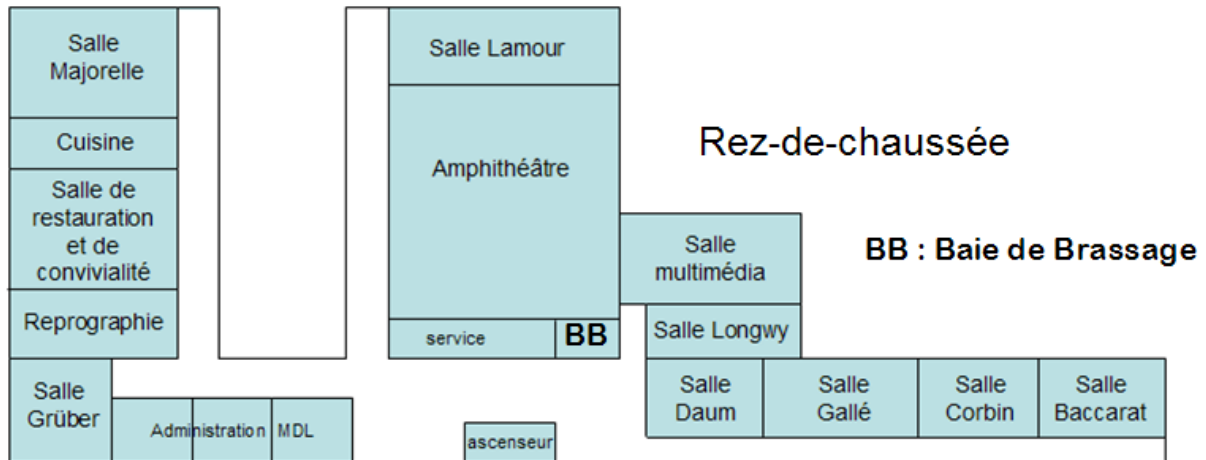 Salle
Majorelle
Cuisine
Salle de
restauration
et de
convivialité
Reprographie
Salle
Grüber
Administration
MDL
Salle Lamour
Amphithéâtre
service
BB
ascenseur
Rez-de-chaussée
BB : Baie de Brassage
Salle
multimédia
Salle Longwy
Salle
Daum
Salle
Gallé
Salle
Corbin
Salle
Baccarat